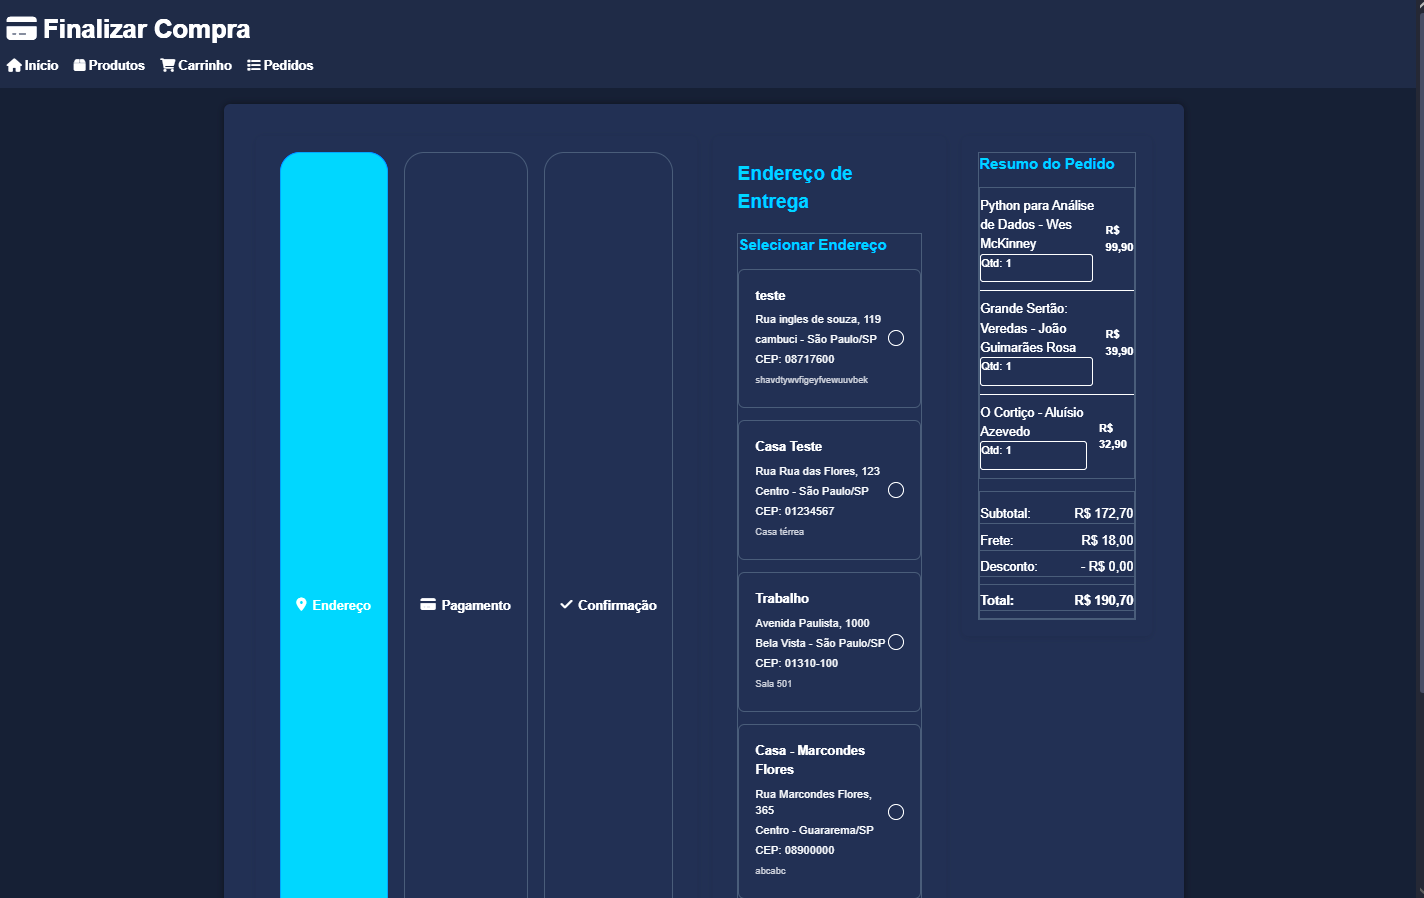 Finalizar Compra
Início Produtos Carrinho Pedidos
Endereço
Pagamento
Confirmação
Endereço de
Entrega
Selecionar Endereço
teste
Rua ingles de souza, 119
cambuci - São Paulo/SP
CEP: 08717600
shavdtywvfigeyfvewuuvbek
Casa Teste
Rua Rua das Flores, 123
Centro - São Paulo/SP
CEP: 01234567
Casa térrea
Trabalho
Avenida Paulista, 1000
Bela Vista - São Paulo/SP
CEP: 01310-100
Sala 501
Casa - Marcondes
Flores
Rua Marcondes Flores,
365
Centro - Guararema/SP
CEP: 08900000
abcabc
Resumo do Pedido
Python para Análise
de Dados - Wes
McKinney
Qtd: 1
R$
99,90
Grande Sertão:
Veredas - João
Guimarães Rosa
Qtd: 1
R$
39,90
O Cortiço - Aluísio
Azevedo
Qtd: 1
R$
32,90
Subtotal: R$ 172,70
Frete: R$ 18,00
Desconto: - R$ 0,00
Total: R$ 190,70